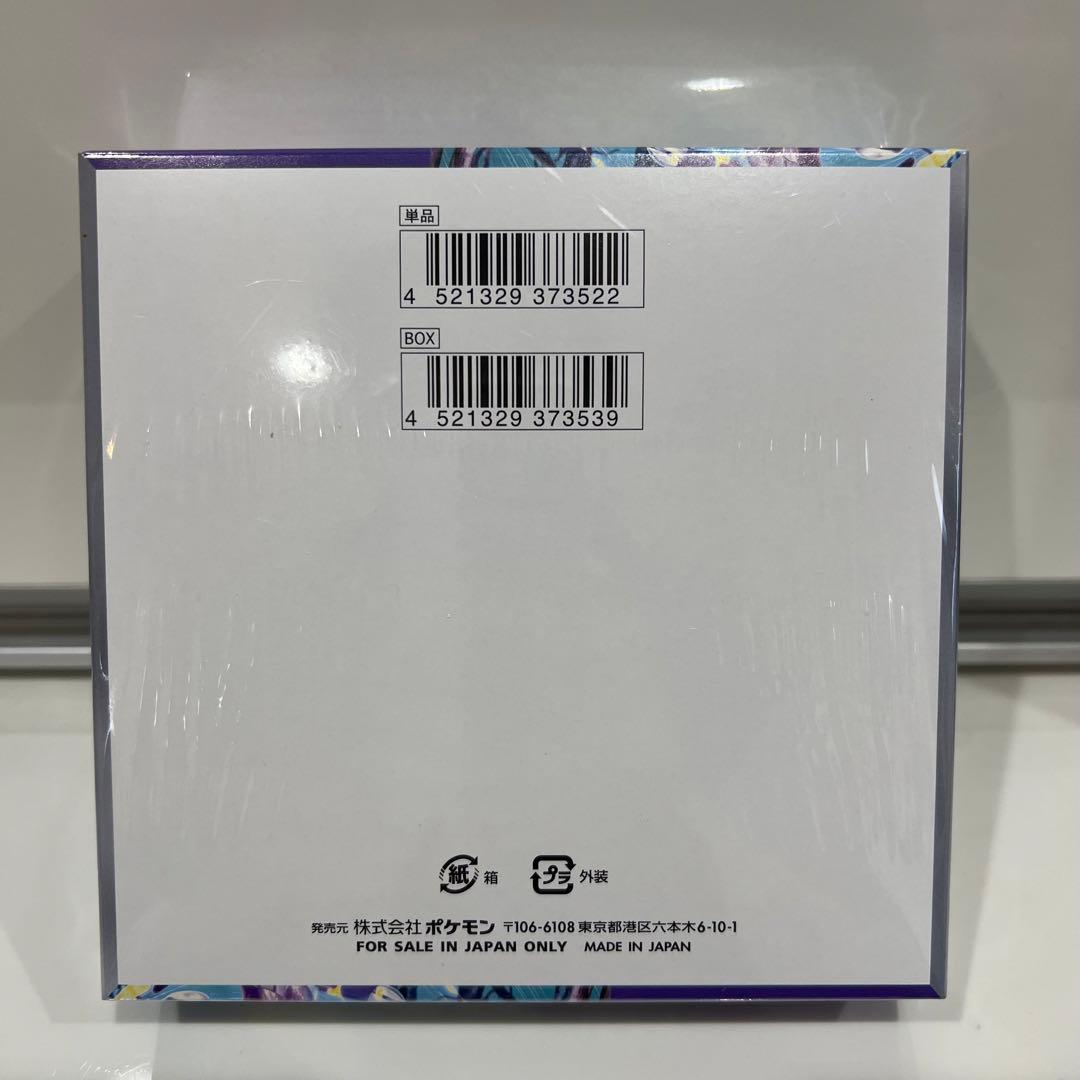 単品
4 521329 373522
BOX
4 521329 373539
紙 箱 プラ 外装
発売元 株式会社 ポケモン 〒106-6108 東京都港区六本木6-10-1
FOR SALE IN JAPAN ONLY MADE IN JAPAN